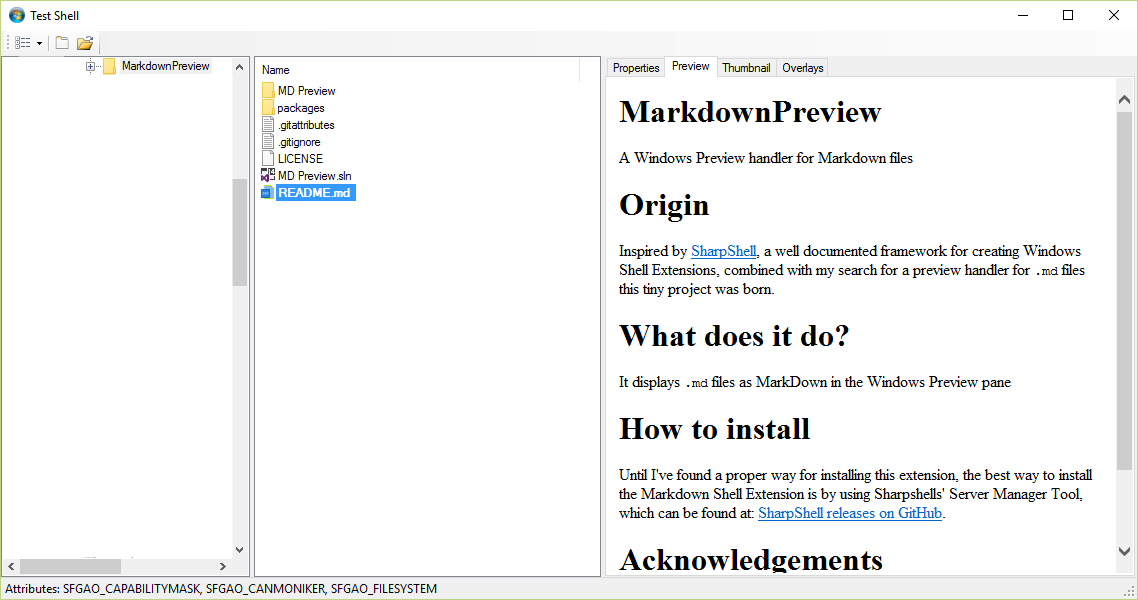 Test Shell
MarkdownPreview
Name
MD Preview
packages
.gitattributes
.gitignore
LICENSE
MD Preview.sln
README.md
Properties
Preview
Thumbnail
Overlays
MarkdownPreview
A Windows Preview handler for Markdown files
Origin
Inspired by SharpShell, a well documented framework for creating Windows
Shell Extensions, combined with my search for a preview handler for .md files
this tiny project was born.
What does it do?
It displays .md files as MarkDown in the Windows Preview pane
How to install
Until I've found a proper way for installing this extension, the best way to install
the Markdown Shell Extension is by using Sharpshells' Server Manager Tool,
which can be found at: SharpShell releases on GitHub.
Acknowledgements
Attributes: SFGAO_CAPABILITYMASK, SFGAO_CANMONIKER, SFGAO_FILESYSTEM